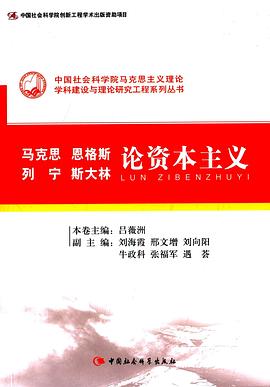 中国社会科学院创新工程学术出版资助项目
中国社会科学院马克思主义理论
学科建设与理论研究工程系列丛书
马克思 恩格斯
列 宁 斯大林
论资本主义
LUN ZIBENZHUYI
本卷主编：吕薇洲
副主编：刘海霞 邢文增 刘向阳
牛政科 张福军 遇荟
中国社会科学出版社